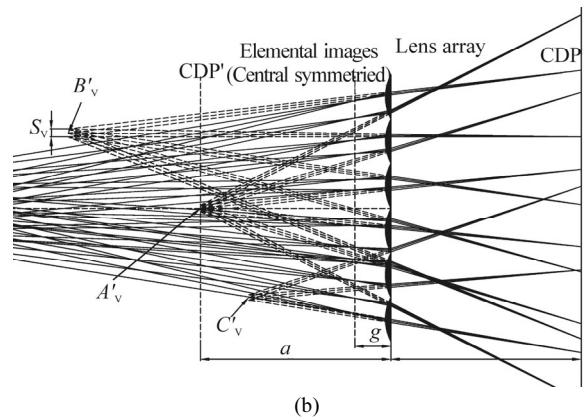 Elemental images
Lens array
CDP'
(Central symmetried)
CDP
B'v
Sv
A'v
C'v
g
a
(b)